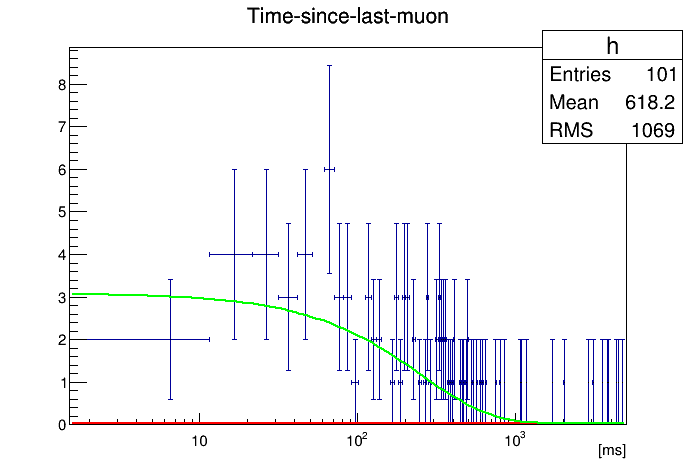 Time-since-last-muon
h
Entries 101
Mean 618.2
RMS 1069
8
7
6
5
4
3
2
1
0
10 10² 10³
[ms]